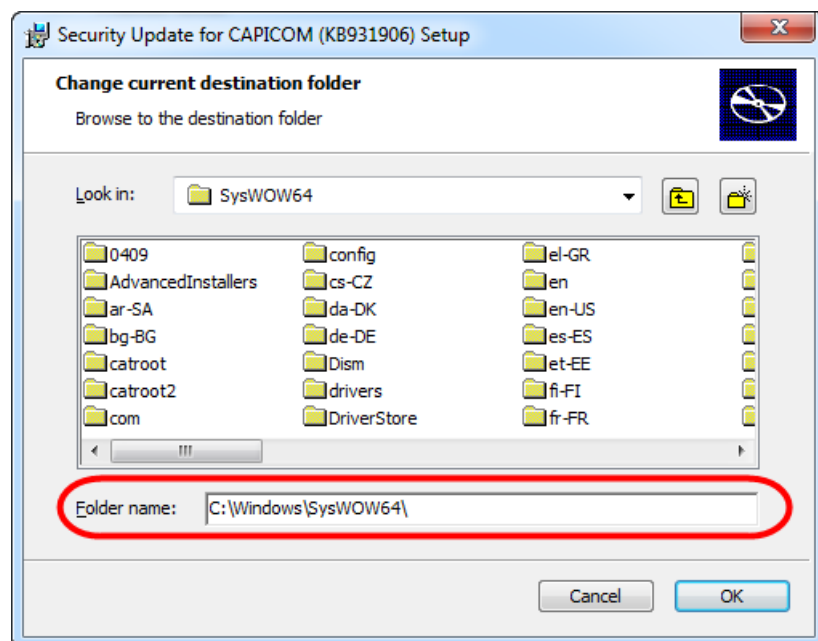 Security Update for CAPICOM (KB931906) Setup
Change current destination folder
Browse to the destination folder
Look in:
SysWOW64
0409
config
el-GR
AdvancedInstallers
cs-CZ
en
ar-SA
da-DK
en-US
bg-BG
de-DE
es-ES
catroot
Dism
et-EE
catroot2
drivers
fi-FI
com
DriverStore
fr-FR
Folder name:
C:\Windows\SysWOW64\
Cancel
OK